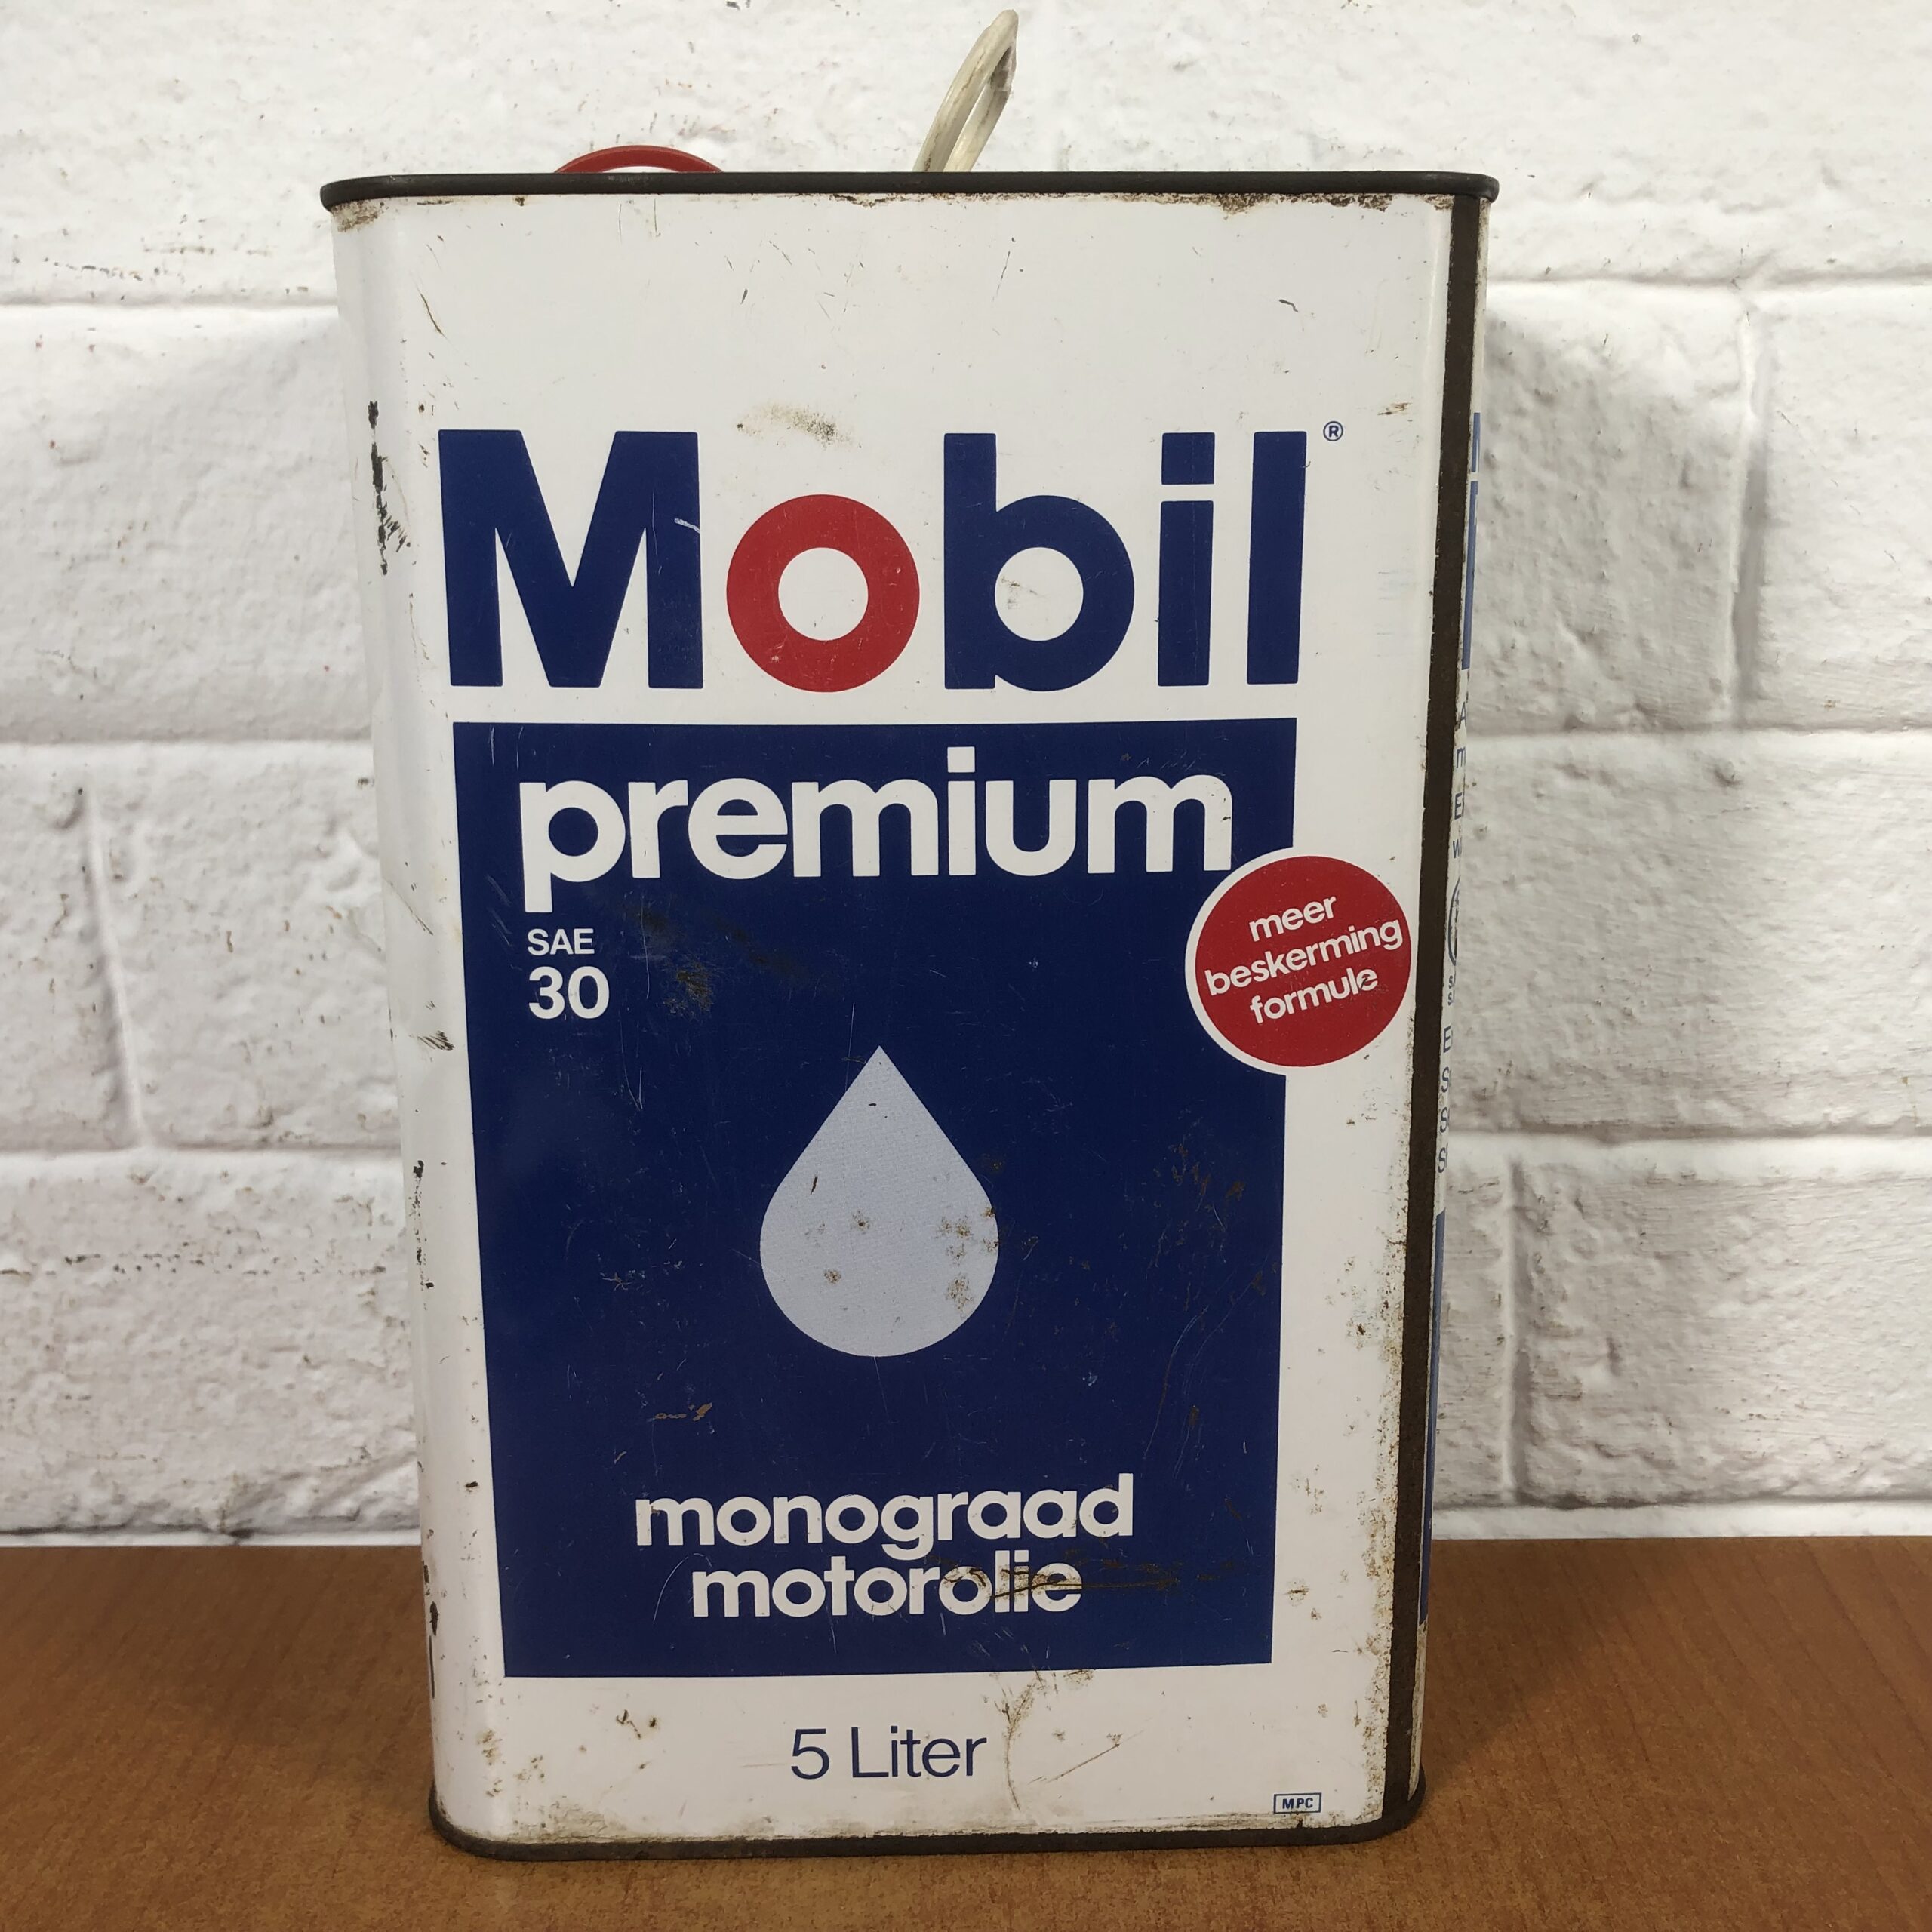 Mobil®
premium
SAE
30
meer
beskerming
formule
monograad
motorolie
5 Liter
MPC